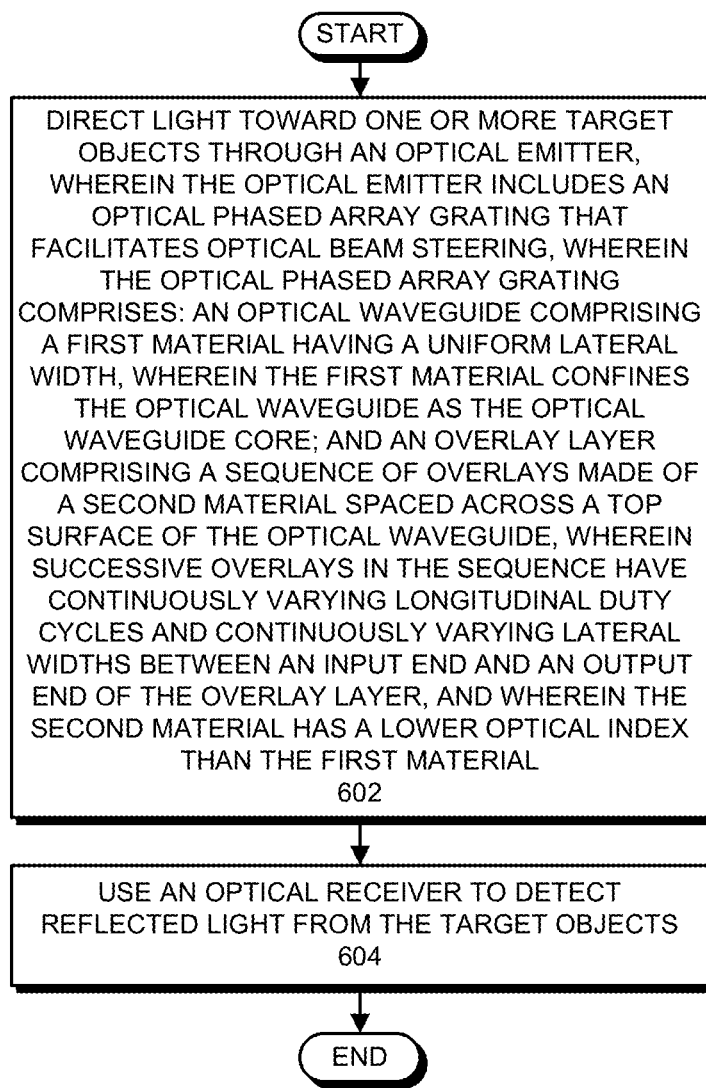 START
DIRECT LIGHT TOWARD ONE OR MORE TARGET
OBJECTS THROUGH AN OPTICAL EMITTER,
WHEREIN THE OPTICAL EMITTER INCLUDES AN
OPTICAL PHASED ARRAY GRATING THAT
FACILITATES OPTICAL BEAM STEERING, WHEREIN
THE OPTICAL PHASED ARRAY GRATING
COMPRISES: AN OPTICAL WAVEGUIDE COMPRISING
A FIRST MATERIAL HAVING A UNIFORM LATERAL
WIDTH, WHEREIN THE FIRST MATERIAL CONFINES
THE OPTICAL WAVEGUIDE AS THE OPTICAL
WAVEGUIDE CORE; AND AN OVERLAY LAYER
COMPRISING A SEQUENCE OF OVERLAYS MADE OF
A SECOND MATERIAL SPACED ACROSS A TOP
SURFACE OF THE OPTICAL WAVEGUIDE, WHEREIN
SUCCESSIVE OVERLAYS IN THE SEQUENCE HAVE
CONTINUOUSLY VARYING LONGITUDINAL DUTY
CYCLES AND CONTINUOUSLY VARYING LATERAL
WIDTHS BETWEEN AN INPUT END AND AN OUTPUT
END OF THE OVERLAY LAYER, AND WHEREIN THE
SECOND MATERIAL HAS A LOWER OPTICAL INDEX
THAN THE FIRST MATERIAL
602
USE AN OPTICAL RECEIVER TO DETECT
REFLECTED LIGHT FROM THE TARGET OBJECTS
604
END